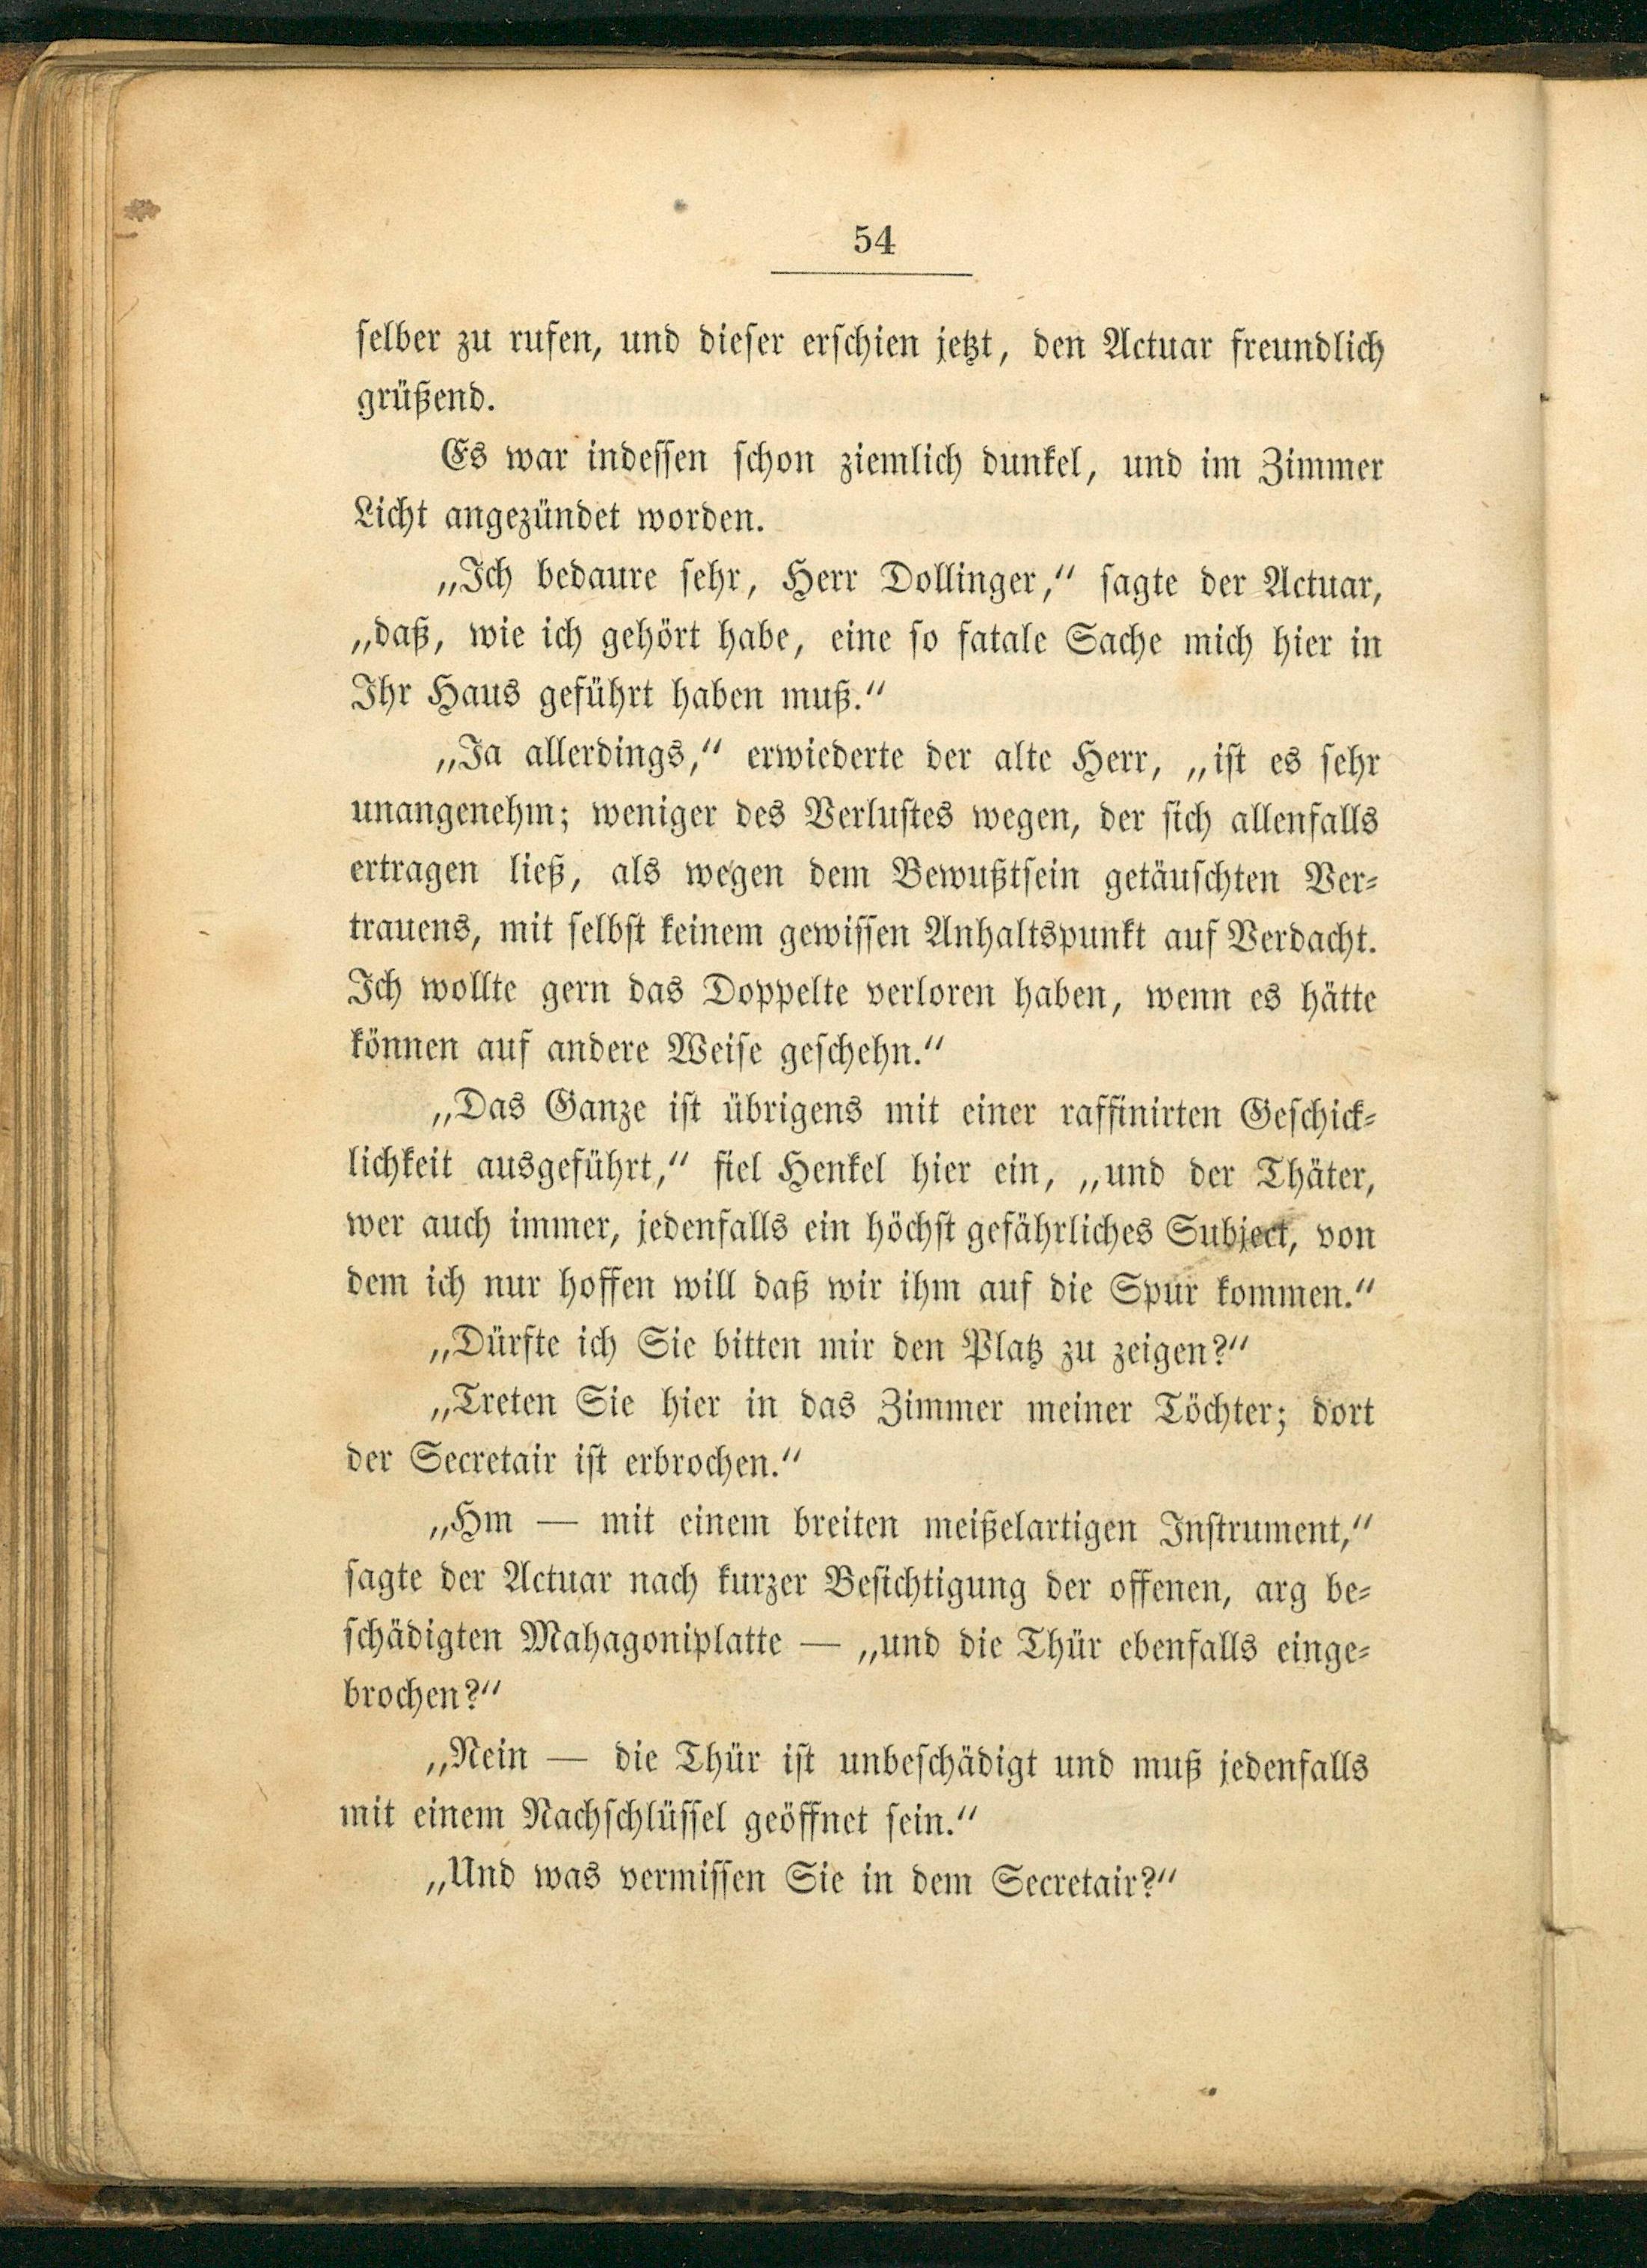 54
selber zu rufen, und dieser erschien jetzt, den Actuar freundlich
grüßend.
Es war indessen schon ziemlich dunkel, und im Zimmer
Licht angezündet worden.
„Ich bedaure sehr, Herr Dollinger,“ sagte der Actuar,
„daß, wie ich gehört habe, eine so fatale Sache mich hier in
Ihr Haus geführt haben muß.“
„Ja allerdings,“ erwiederte der alte Herr, „ist es sehr
unangenehm; weniger des Verlustes wegen, der sich allenfalls
ertragen ließ, als wegen dem Bewußtsein getäuschten Ver-
trauens, mit selbst keinem gewissen Anhaltspunkt auf Verdacht.
Ich wollte gern das Doppelte verloren haben, wenn es hätte
können auf andere Weise geschehn.“
„Das Ganze ist übrigens mit einer raffinirten Geschick-
lichkeit ausgeführt,“ fiel Henkel hier ein, „und der Thäter,
wer auch immer, jedenfalls ein höchst gefährliches Subject, von
dem ich nur hoffen will daß wir ihm auf die Spur kommen.“
„Dürfte ich Sie bitten mir den Platz zu zeigen?“
„Treten Sie hier in das Zimmer meiner Töchter; dort
der Secretair ist erbrochen.“
„Hm — mit einem breiten meißelartigen Instrument,“
sagte der Actuar nach kurzer Besichtigung der offenen, arg be-
schädigten Mahagoniplatte — „und die Thür ebenfalls einge-
brochen?“
„Nein — die Thür ist unbeschädigt und muß jedenfalls
mit einem Nachschlüssel geöffnet sein.“
„Und was vermissen Sie in dem Secretair?“